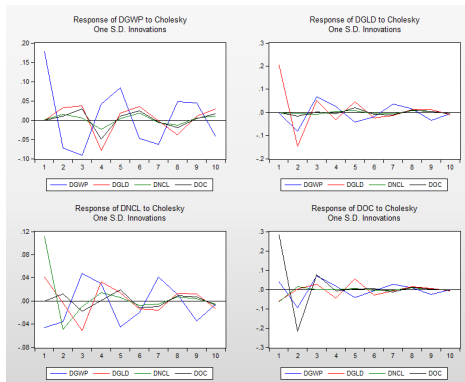 Response of DGWP to Cholesky
One S.D. Innovations
.20
.15
.10
.05
.00
-.05
-.10
1 2 3 4 5 6 7 8 9 10
DGWP DGLD DNCL DOC
Response of DGLD to Cholesky
One S.D. Innovations
.3
.2
.1
.0
-.1
-.2
1 2 3 4 5 6 7 8 9 10
DGWP DGLD DNCL DOC
Response of DNCL to Cholesky
One S.D. Innovations
.12
.08
.04
.00
-.04
-.08
1 2 3 4 5 6 7 8 9 10
DGWP DGLD DNCL DOC
Response of DOC to Cholesky
One S.D. Innovations
.3
.2
.1
.0
-.1
-.2
-.3
1 2 3 4 5 6 7 8 9 10
DGWP DGLD DNCL DOC